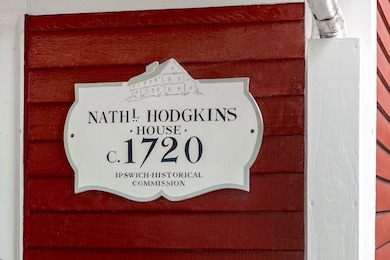 NATHL HODGKINS
· HOUSE ·
C. 1720
IPSWICH·HISTORICAL
COMMISSION